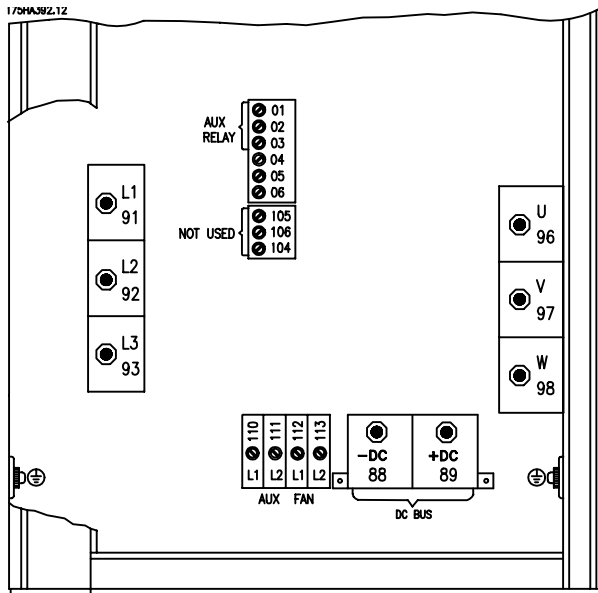 175HA392.12
AUX
RELAY
01
02
03
04
05
06
NOT USED
105
106
104
L1
91
L2
92
L3
93
U
96
V
97
W
98
110
111
112
113
L1
L2
L1
L2
AUX FAN
-DC
88
+DC
89
DC BUS